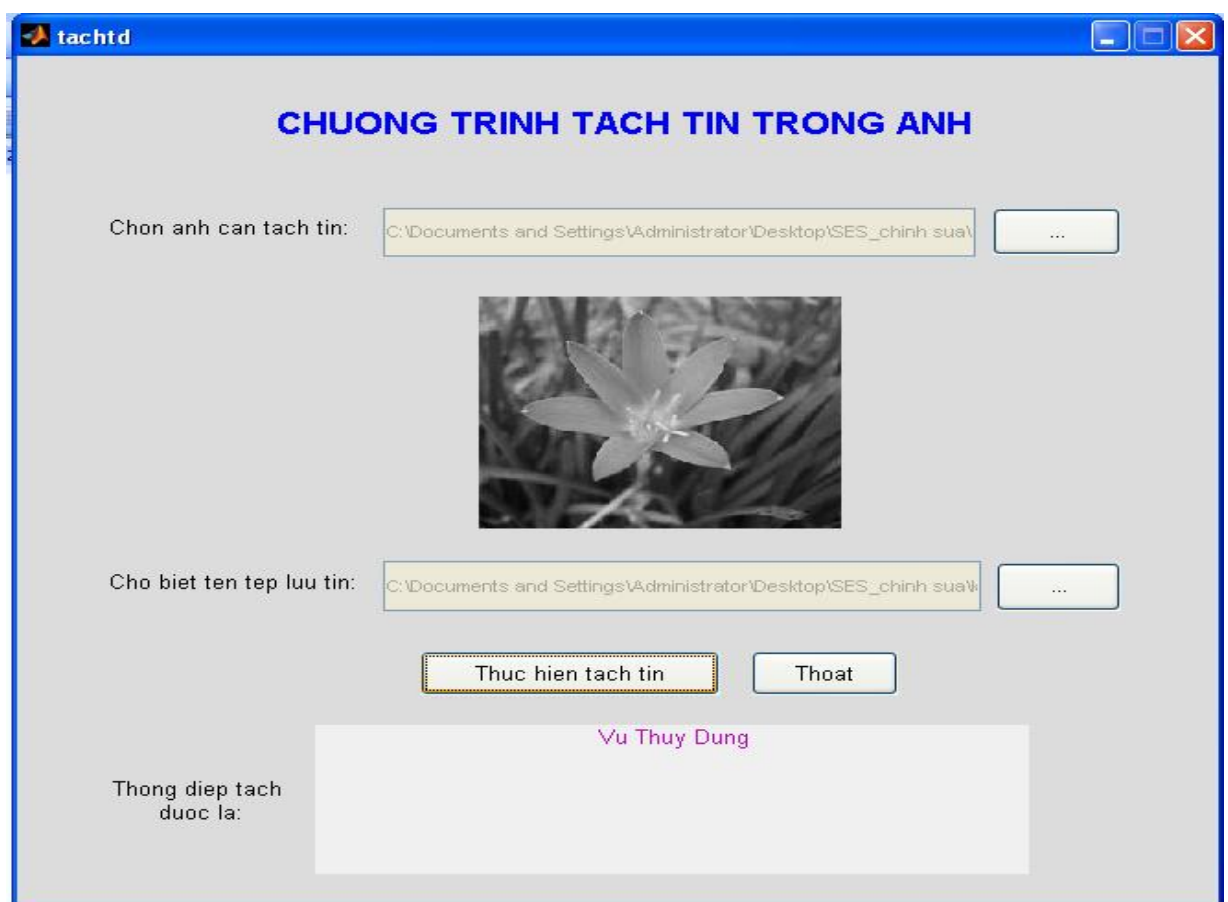 tachtd
CHUONG TRINH TACH TIN TRONG ANH
Chon anh can tach tin:
C:\Documents and Settings\Administrator\Desktop\SES_chinh sua\
...
Cho biet ten tep luu tin:
C:\Documents and Settings\Administrator\Desktop\SES_chinh sua\
...
Thuc hien tach tin
Thoat
Vu Thuy Dung
Thong diep tach
duoc la: